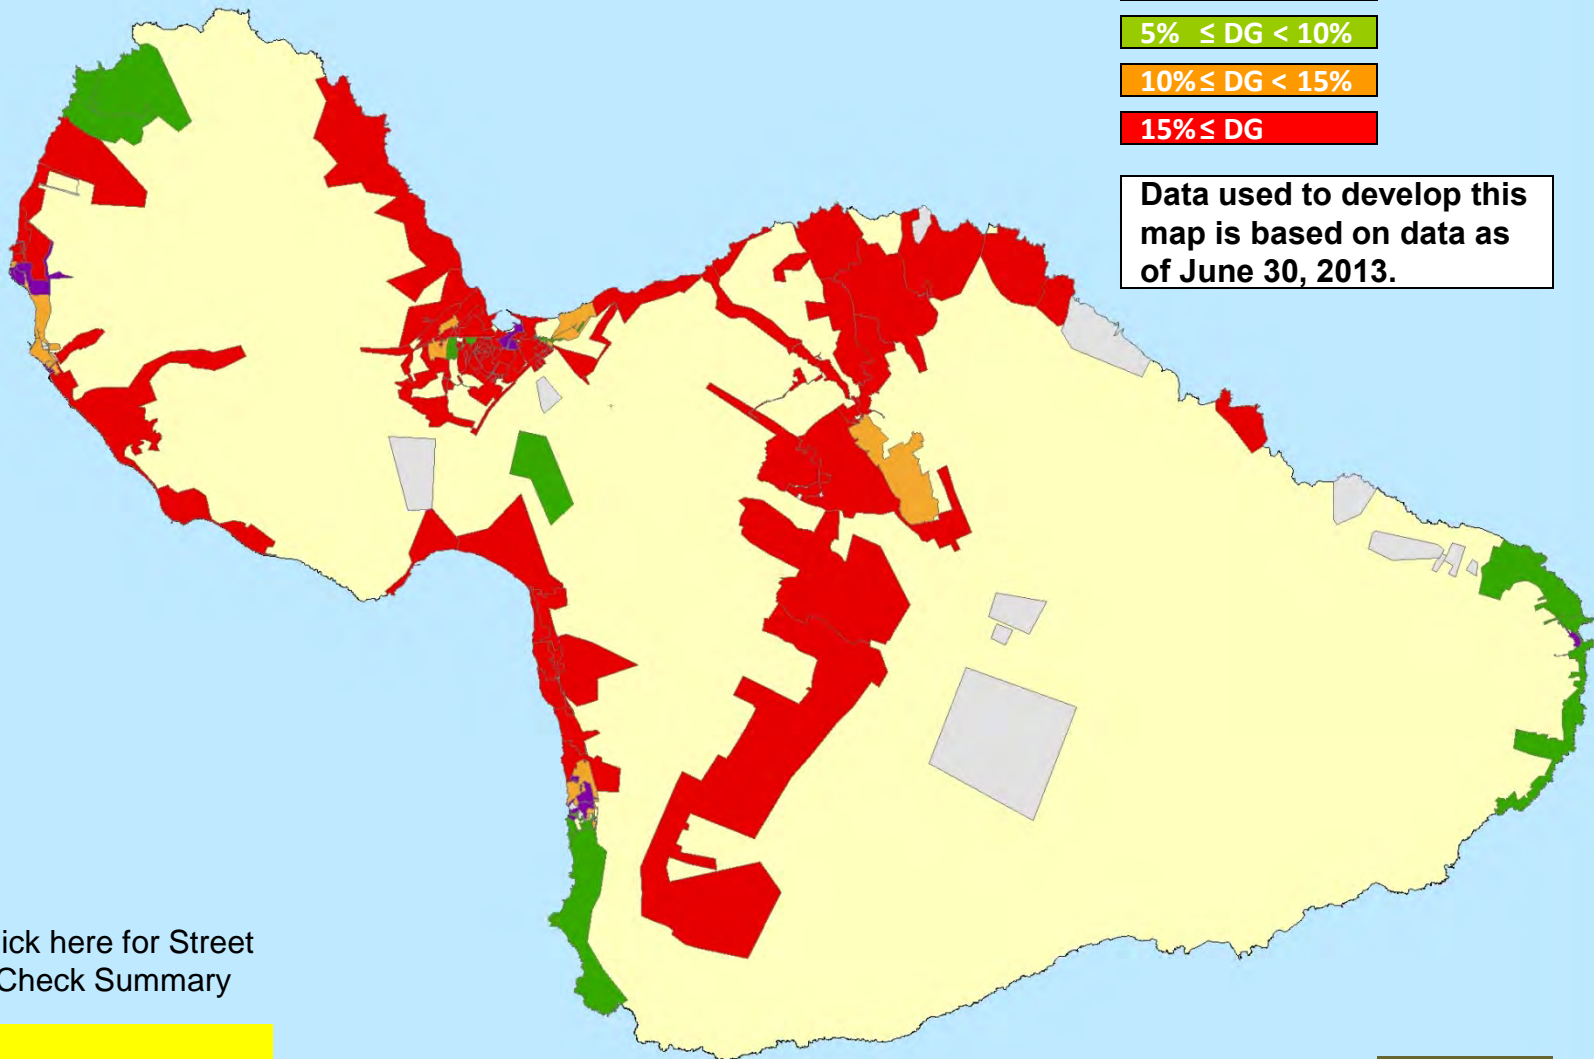 5% ≤ DG < 10%
10% ≤ DG < 15%
15% ≤ DG
Data used to develop this
map is based on data as
of June 30, 2013.
ick here for Street
Check Summary